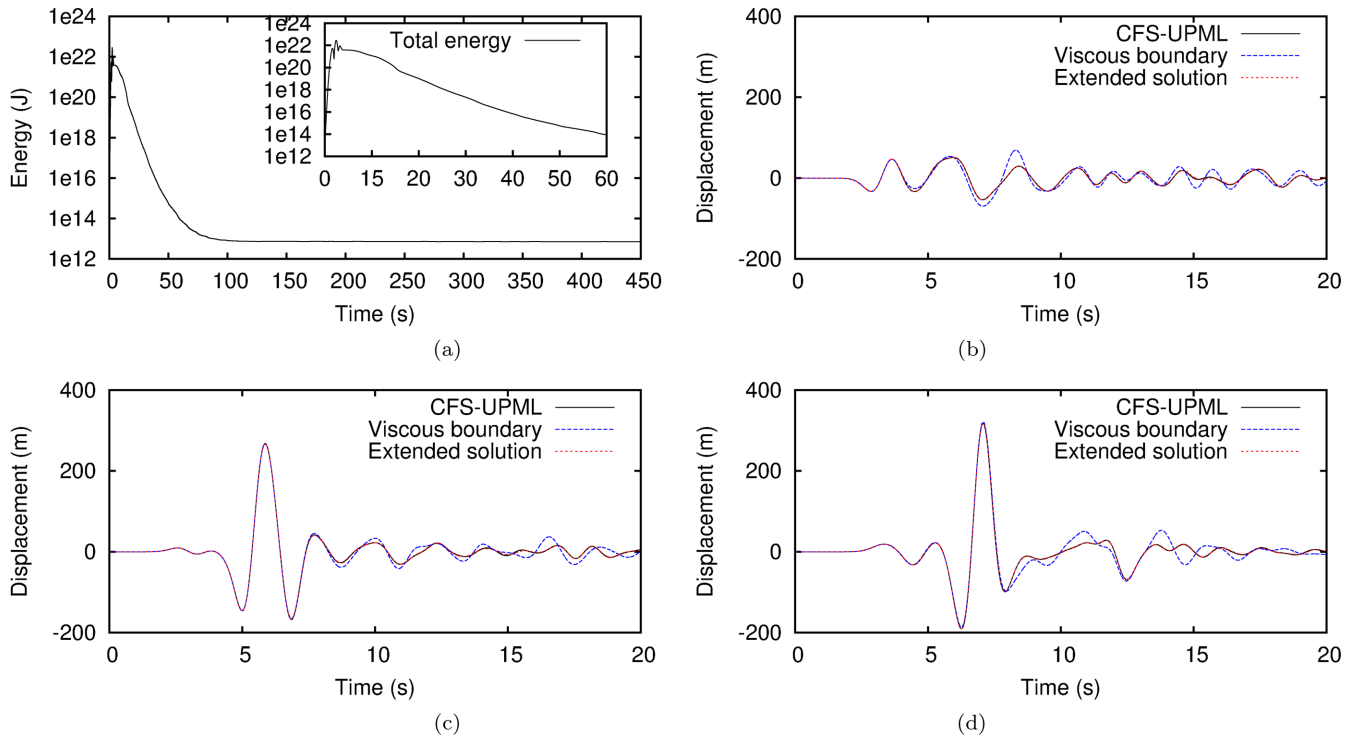 1e24
1e22
1e20
1e18
1e16
1e14
1e12
Energy (J)
1e24
1e22
1e20
1e18
1e16
1e14
1e12
Total energy
0 15 20 30 40 50 60
0 50 100 150 200 250 300 350 400 450
Time (s)
(a)
400
200
0
-200
Displacement (m)
CFS-UPML
Viscous boundary
Extended solution
0 5 10 15 20
Time (s)
(b)
400
200
0
-200
Displacement (m)
CFS-UPML
Viscous boundary
Extended solution
0 5 10 15 20
Time (s)
(c)
400
200
0
-200
Displacement (m)
CFS-UPML
Viscous boundary
Extended solution
0 5 10 15 20
Time (s)
(d)